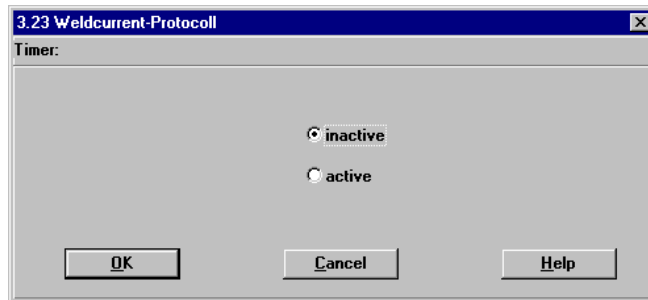 3.23 Weldcurrent-Protocoll
Timer:
inactive
active
OK Cancel Help